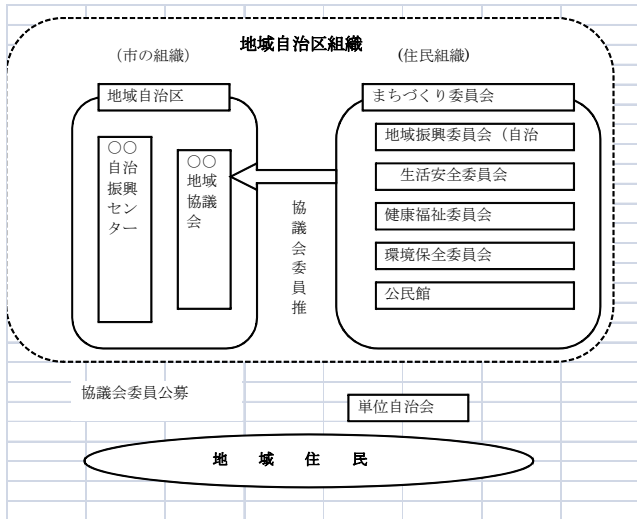 地域自治区組織
（市の組織）
(住民組織)
地域自治区
○○
自治
振興
セン
ター
○○
地域
協議
会
協議会委員推
まちづくり委員会
地域振興委員会（自治
生活安全委員会
健康福祉委員会
環境保全委員会
公民館
協議会委員公募
単位自治会
地　域　住　民